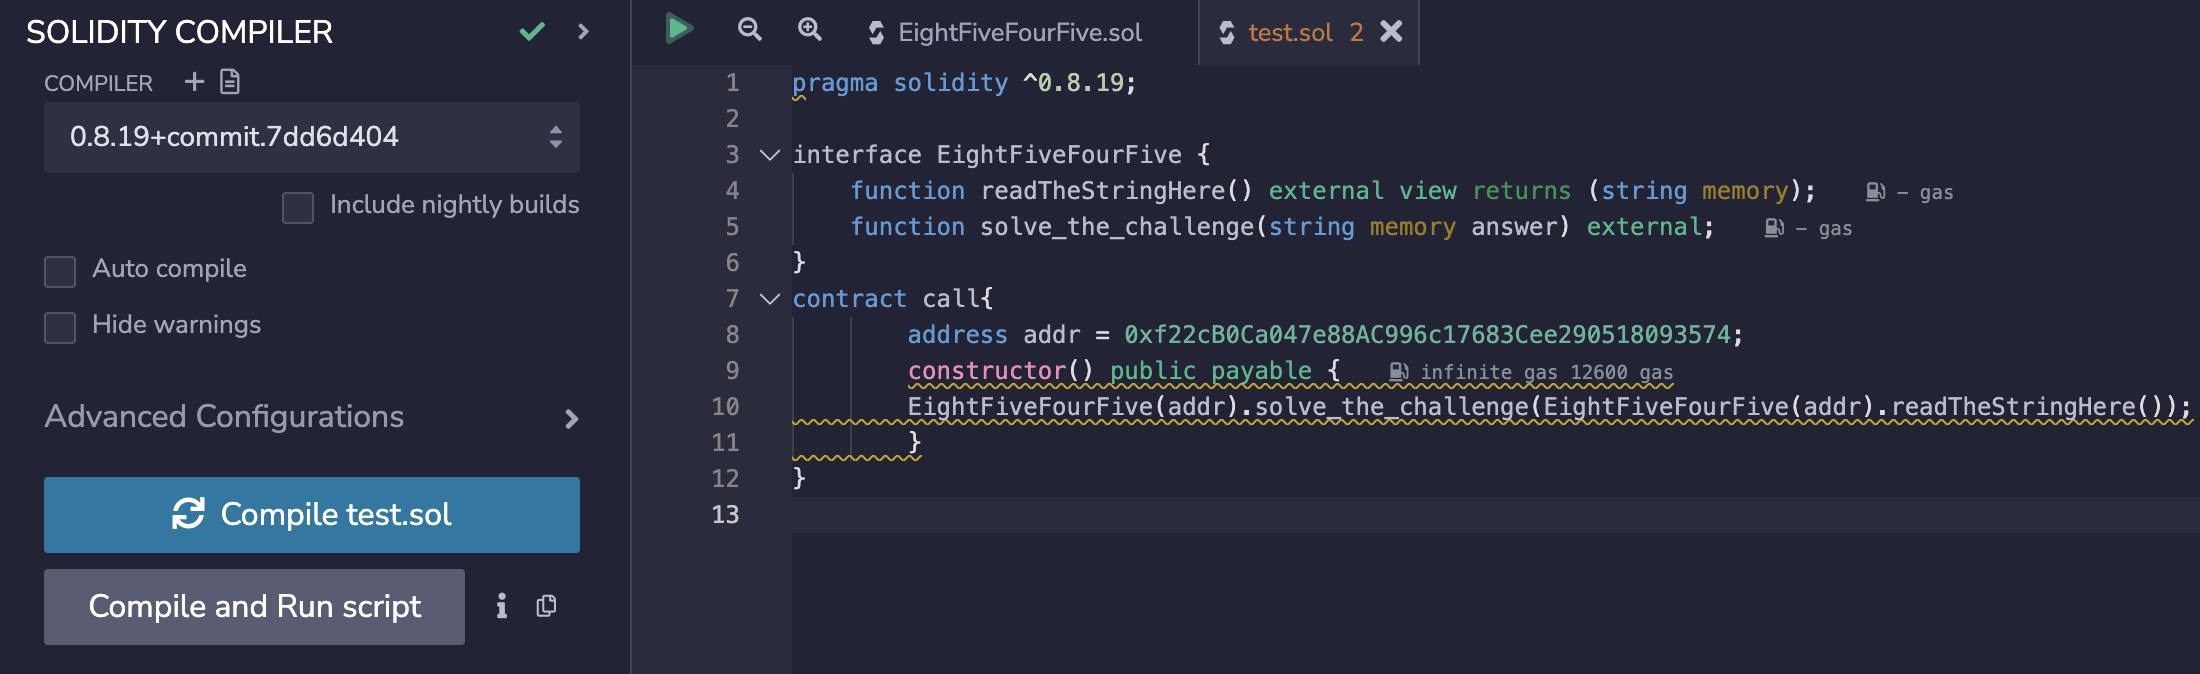 SOLIDITY COMPILER
COMPILER
0.8.19+commit.7dd6d404
Include nightly builds
Auto compile
Hide warnings
Advanced Configurations
Compile test.sol
Compile and Run script
EightFiveFourFive.sol
test.sol 2
1 pragma solidity ^0.8.19;
2
3 interface EightFiveFourFive {
4 function readTheStringHere() external view returns (string memory); - gas
5 function solve_the_challenge(string memory answer) external; - gas
6 }
7 contract call{
8 address addr = 0xf22cB0Ca047e88AC996c17683Cee290518093574;
9 constructor() public payable { infinite gas 12600 gas
10 EightFiveFourFive(addr).solve_the_challenge(EightFiveFourFive(addr).readTheStringHere());
11 }
12 }
13